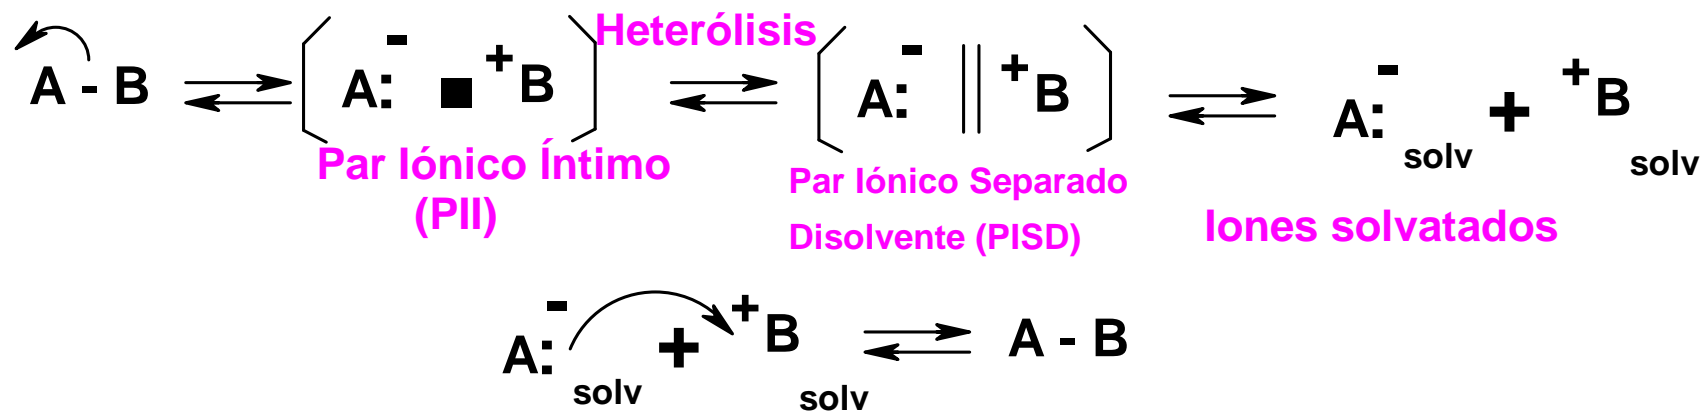 Heterólisis
A - B ⇌ [A:⁻ ■ ⁺B] ⇌ [A:⁻ || ⁺B] ⇌ A:⁻ solv + ⁺B solv
Par Iónico Íntimo
(PII)
Par Iónico Separado
Disolvente (PISD)
Iones solvatados
A:⁻ solv + ⁺B solv ⇌ A - B